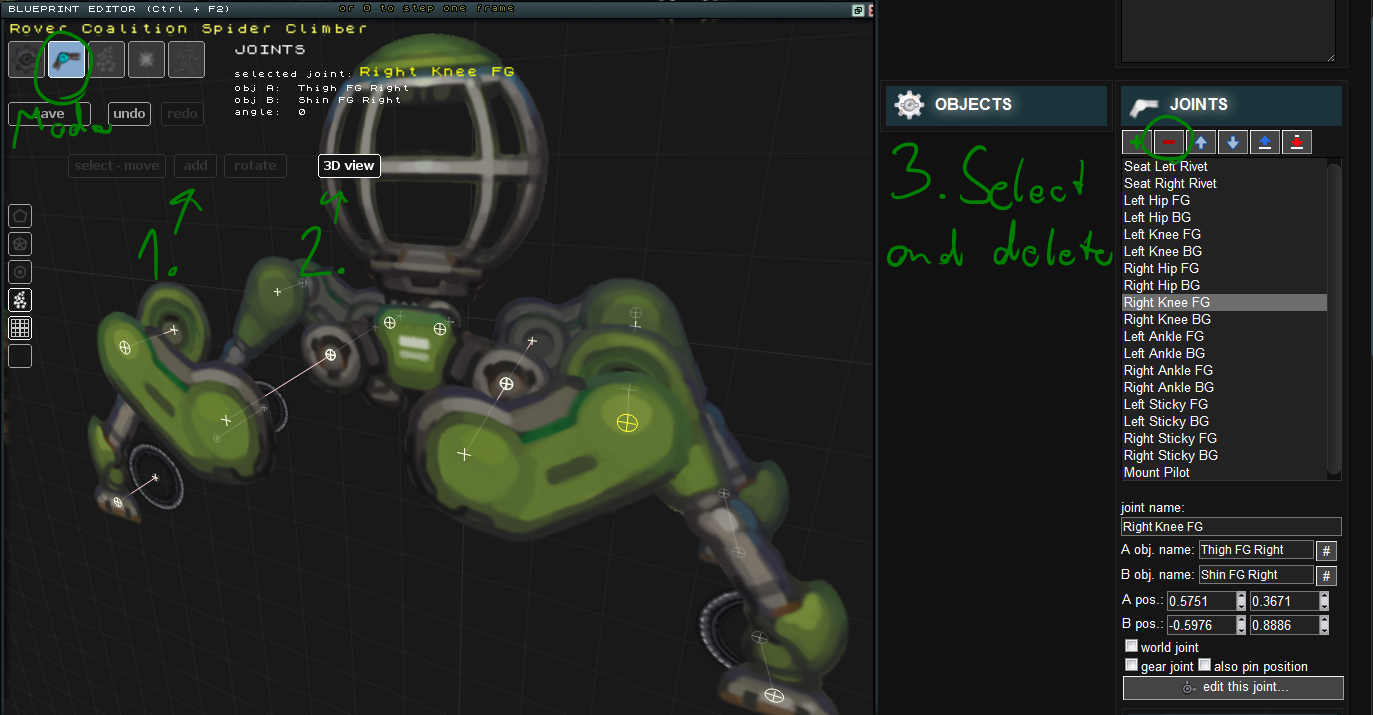 BLUEPRINT EDITOR (Ctrl + F2)
or 0 to step one frame
Rover Coalition Spider Climber
JOINTS
selected joint: Right Knee FG
obj A: Thigh FG Right
obj B: Shin FG Right
angle: 0
save
undo
redo
Mode
select · move
add
rotate
3D view
1.
2.
OBJECTS
3. Select
and delete
JOINTS
Seat Left Rivet
Seat Right Rivet
Left Hip FG
Left Hip BG
Left Knee FG
Left Knee BG
Right Hip FG
Right Hip BG
Right Knee FG
Right Knee BG
Left Ankle FG
Left Ankle BG
Right Ankle FG
Right Ankle BG
Left Sticky FG
Left Sticky BG
Right Sticky FG
Right Sticky BG
Mount Pilot
joint name:
Right Knee FG
A obj. name: Thigh FG Right #
B obj. name: Shin FG Right #
A pos.: 0.5751 0.3671
B pos.: -0.5976 0.8886
world joint
gear joint also pin position
edit this joint...